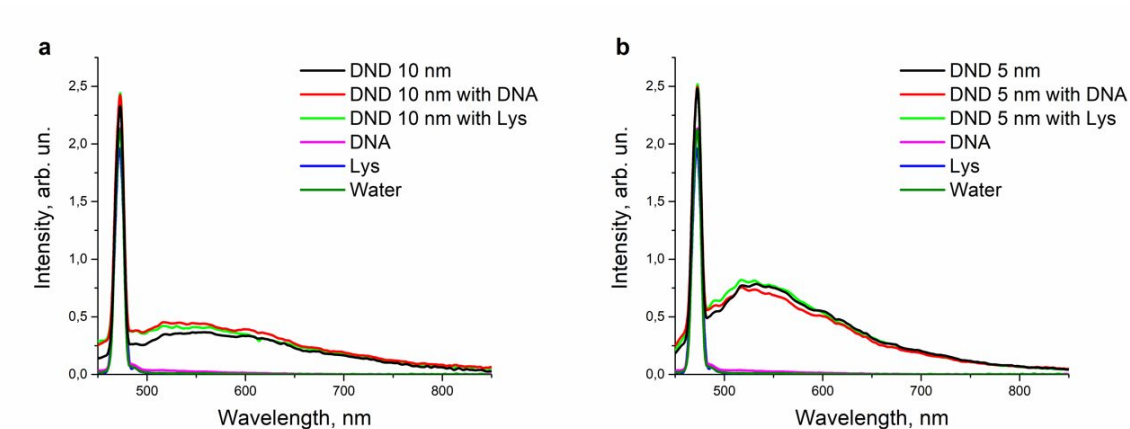 a
DND 10 nm
DND 10 nm with DNA
DND 10 nm with Lys
DNA
Lys
Water
2,5
2,0
1,5
1,0
0,5
0,0
Intensity, arb. un.
500 600 700 800
Wavelength, nm
b
DND 5 nm
DND 5 nm with DNA
DND 5 nm with Lys
DNA
Lys
Water
2,5
2,0
1,5
1,0
0,5
0,0
Intensity, arb. un.
500 600 700 800
Wavelength, nm